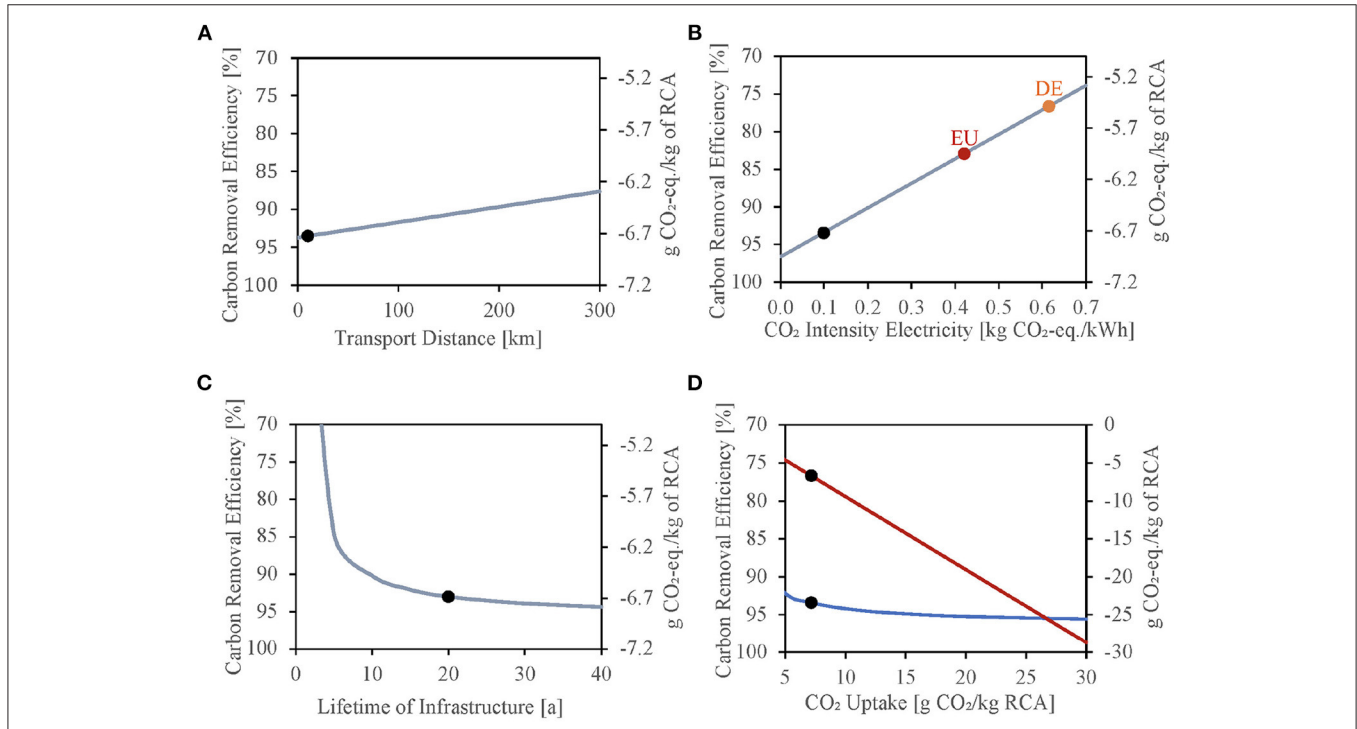 A
Carbon Removal Efficiency [%]
70
75
80
85
90
95
100
0
100
200
300
Transport Distance [km]
-5.2
-5.7
-6.2
-6.7
-7.2
g CO₂-eq./kg of RCA
B
Carbon Removal Efficiency [%]
70
75
80
85
90
95
100
EU
DE
0.0 0.1 0.2 0.3 0.4 0.5 0.6 0.7
CO₂ Intensity Electricity [kg CO₂-eq./kWh]
-5.2
-5.7
-6.2
-6.7
-7.2
g CO₂-eq./kg of RCA
C
Carbon Removal Efficiency [%]
70
75
80
85
90
95
100
0 10 20 30 40
Lifetime of Infrastructure [a]
-5.2
-5.7
-6.2
-6.7
-7.2
g CO₂-eq./kg of RCA
D
Carbon Removal Efficiency [%]
70
75
80
85
90
95
100
5 10 15 20 25 30
CO₂ Uptake [g CO₂/kg RCA]
0
-5
-10
-15
-20
-25
-30
g CO₂-eq./kg of RCA